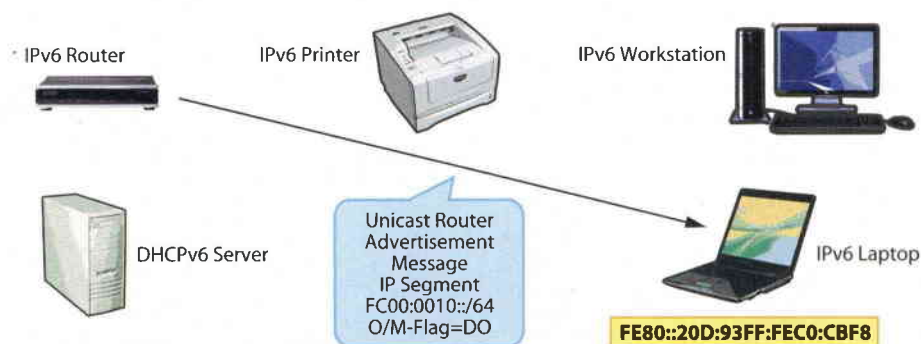 IPv6 Router
IPv6 Printer
IPv6 Workstation
DHCPv6 Server
Unicast Router
Advertisement
Message
IP Segment
FC00:0010::/64
O/M-Flag=DO
IPv6 Laptop
FE80::20D:93FF:FEC0:CBF8